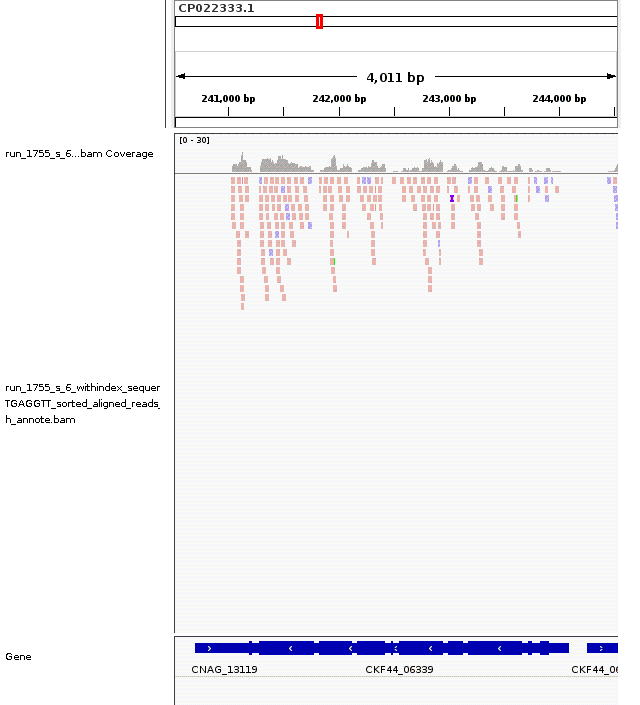 CP022333.1
4,011 bp
241,000 bp 242,000 bp 243,000 bp 244,000 bp
[0 - 30]
run_1755_s_6...bam Coverage
run_1755_s_6_withindex_sequer
TGAGGTT_sorted_aligned_reads_
h_annote.bam
Gene
CNAG_13119 CKF44_06339 CKF44_06